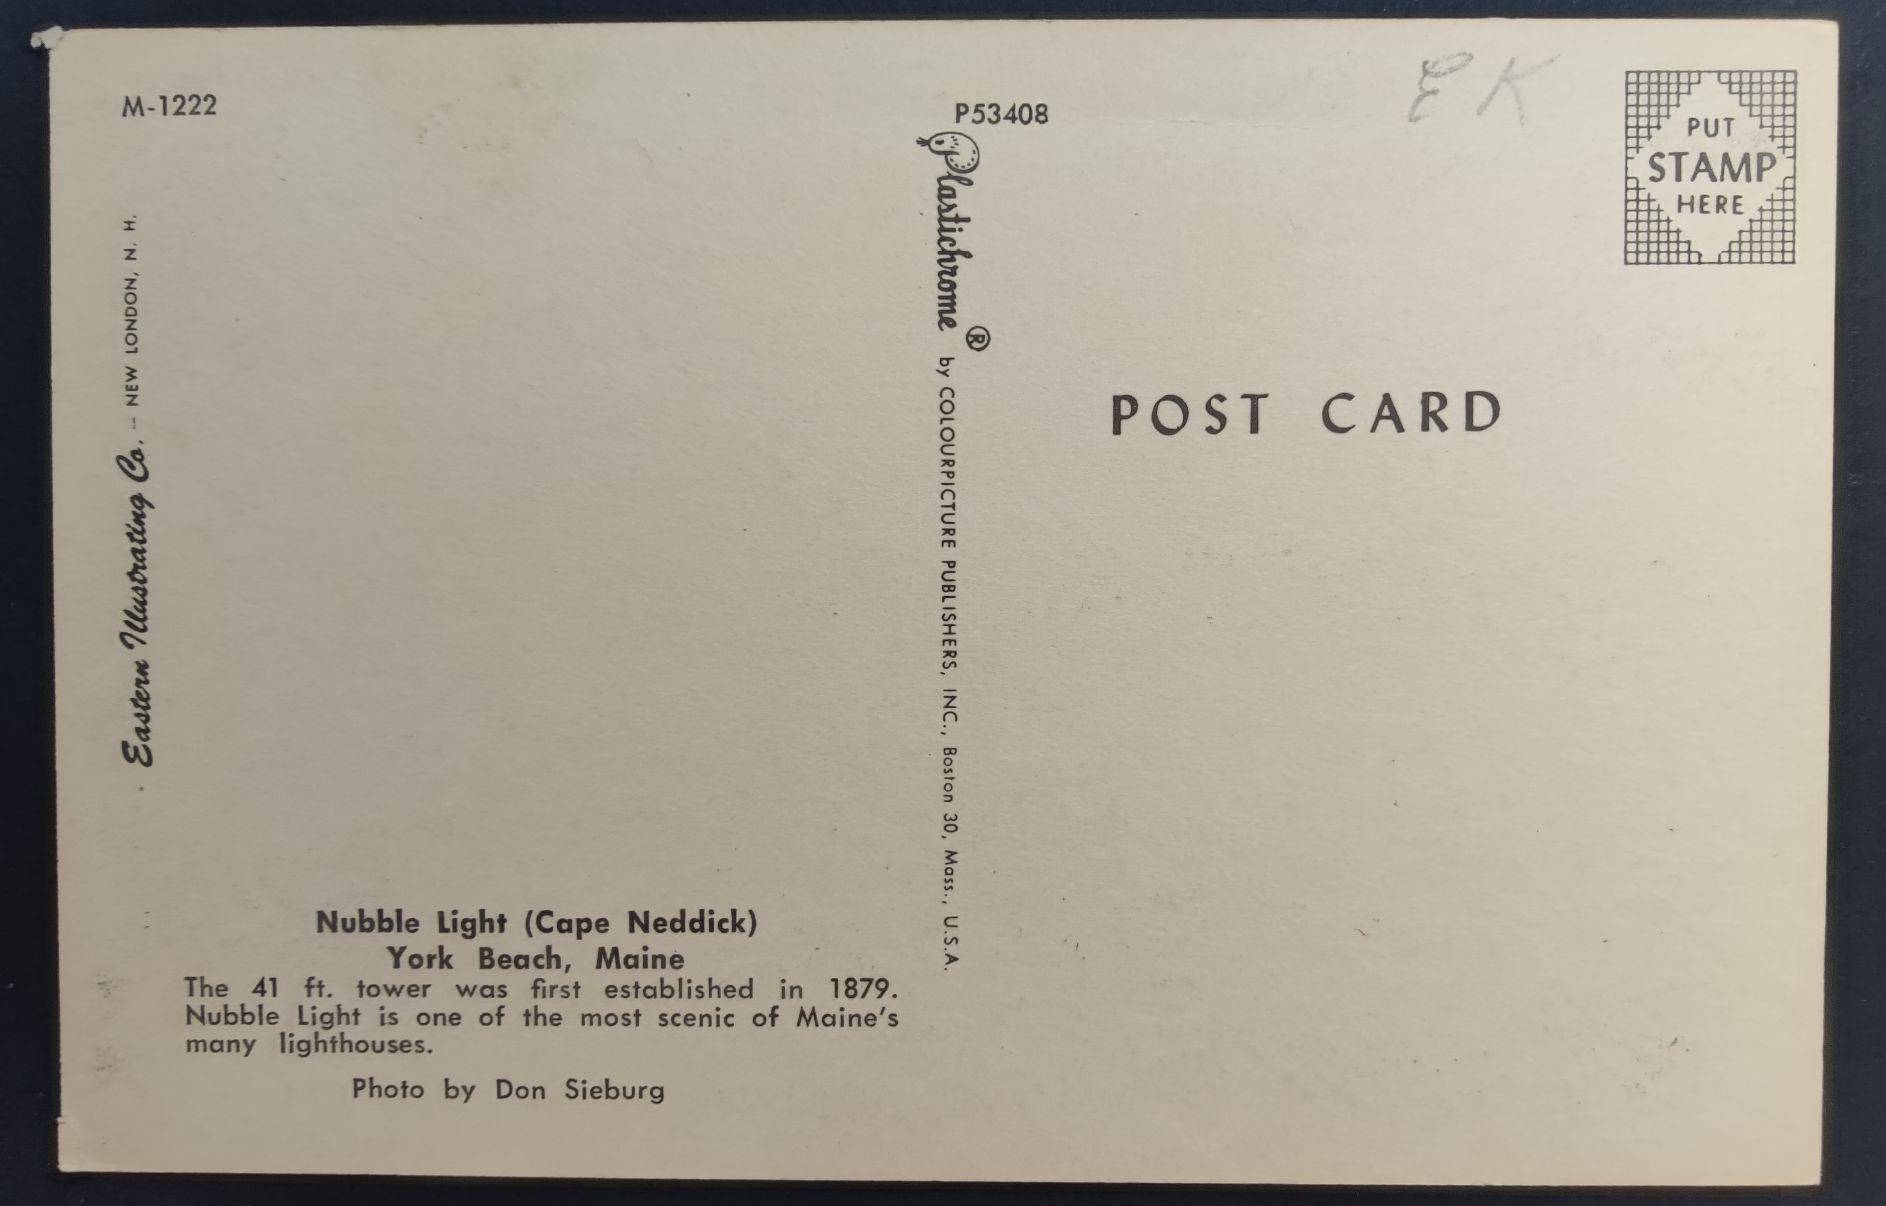 M-1222
P53408
E K
PUT
STAMP
HERE
Eastern Illustrating Co. -- NEW LONDON, N. H.
Plastichrome ® by COLOURPICTURE PUBLISHERS, INC., Boston 30, Mass., U.S.A.
POST CARD
Nubble Light (Cape Neddick)
York Beach, Maine
The 41 ft. tower was first established in 1879.
Nubble Light is one of the most scenic of Maine's
many lighthouses.
Photo by Don Sieburg